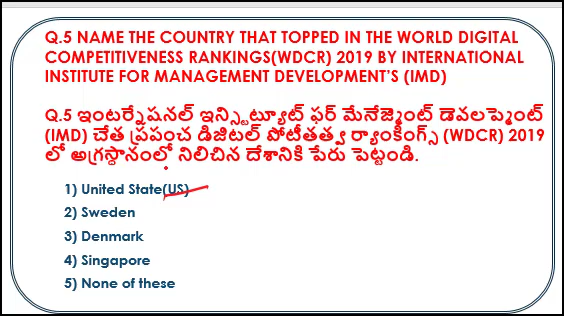 Q.5 NAME THE COUNTRY THAT TOPPED IN THE WORLD DIGITAL
COMPETITIVENESS RANKINGS(WDCR) 2019 BY INTERNATIONAL
INSTITUTE FOR MANAGEMENT DEVELOPMENT'S (IMD)
Q.5 ఇంటర్నేషనల్ ఇన్స్టిట్యూట్ ఫర్ మేనేజ్మెంట్ డెవలప్మెంట్
(IMD) చేత ప్రపంచ డిజిటల్ పోటీతత్వ ర్యాంకింగ్స్ (WDCR) 2019
లో అగ్రస్థానంలో నిలిచిన దేశానికి పేరు పెట్టండి.
1) United State(US)
2) Sweden
3) Denmark
4) Singapore
5) None of these